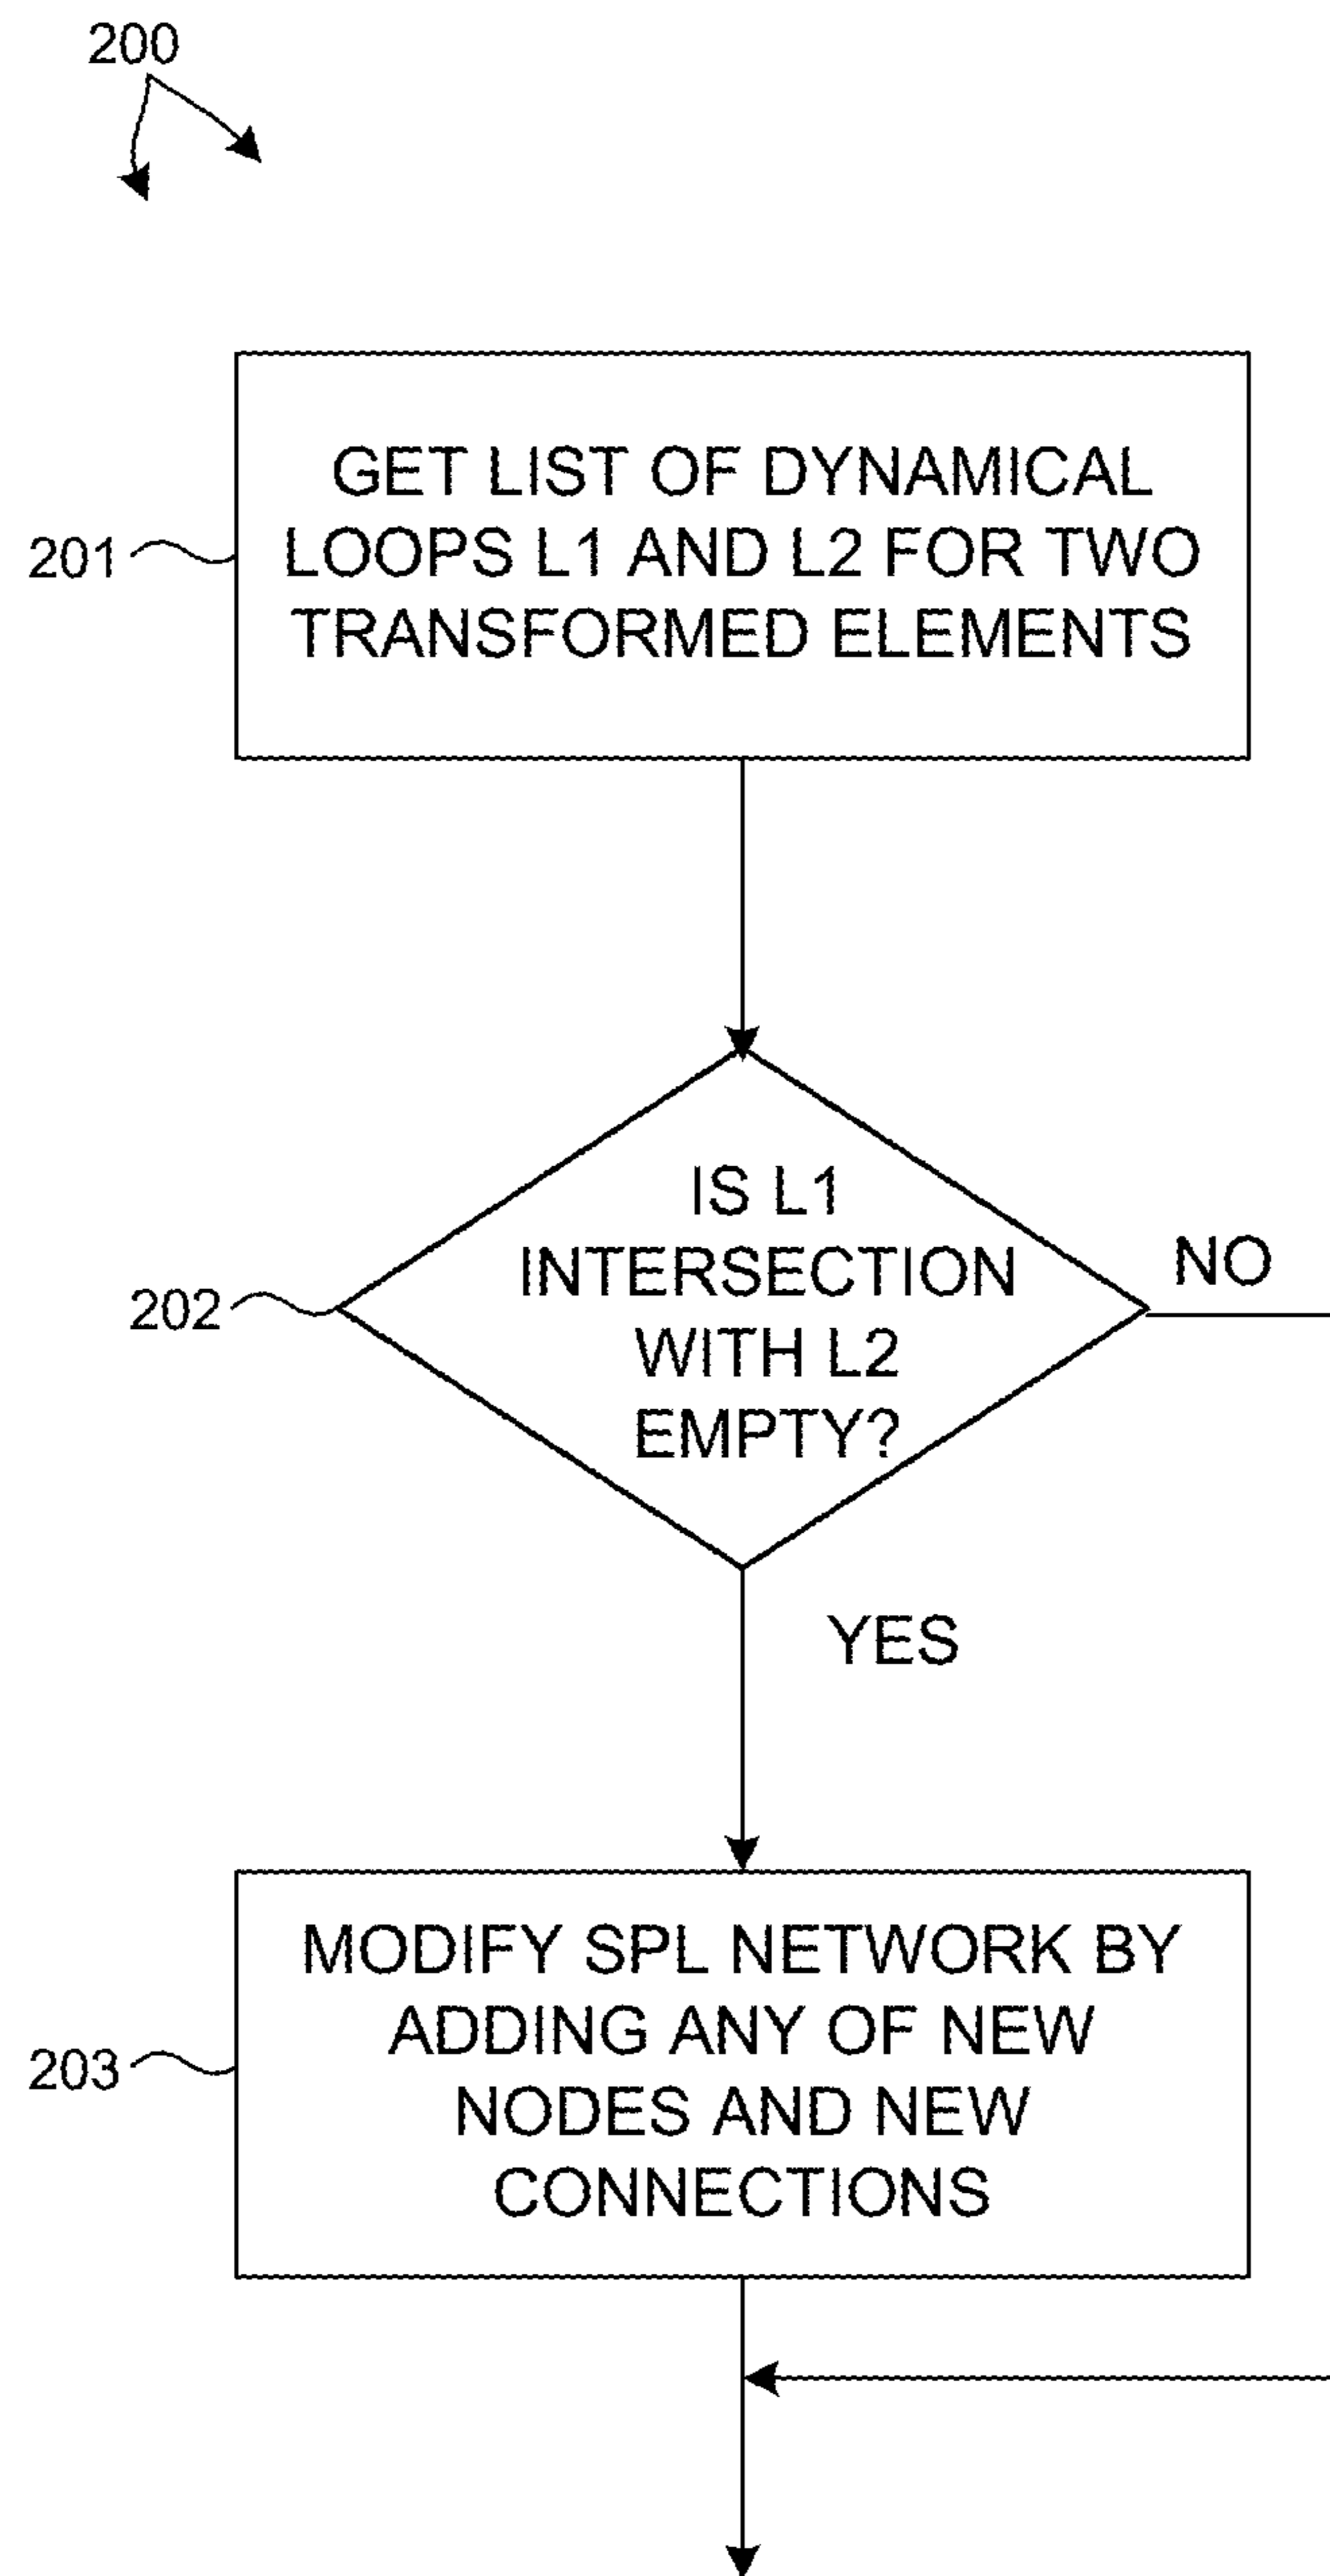 200
201
GET LIST OF DYNAMICAL
LOOPS L1 AND L2 FOR TWO
TRANSFORMED ELEMENTS
202
IS L1
INTERSECTION
WITH L2
EMPTY?
NO
YES
203
MODIFY SPL NETWORK BY
ADDING ANY OF NEW
NODES AND NEW
CONNECTIONS